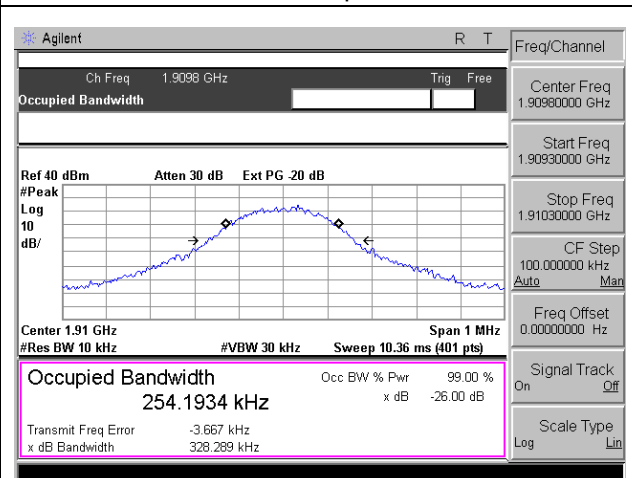 Agilent R T
Ch Freq 1.9098 GHz Trig Free
Occupied Bandwidth
Ref 40 dBm Atten 30 dB Ext PG -20 dB
#Peak
Log
10
dB/
Center 1.91 GHz Span 1 MHz
#Res BW 10 kHz #VBW 30 kHz Sweep 10.36 ms (401 pts)
Occupied Bandwidth Occ BW % Pwr 99.00 %
254.1934 kHz x dB -26.00 dB
Transmit Freq Error -3.667 kHz
x dB Bandwidth 328.289 kHz
Freq/Channel
Center Freq
1.90980000 GHz
Start Freq
1.90930000 GHz
Stop Freq
1.91030000 GHz
CF Step
100.000000 kHz
Auto Man
Freq Offset
0.00000000 Hz
Signal Track
On Off
Scale Type
Log Lin